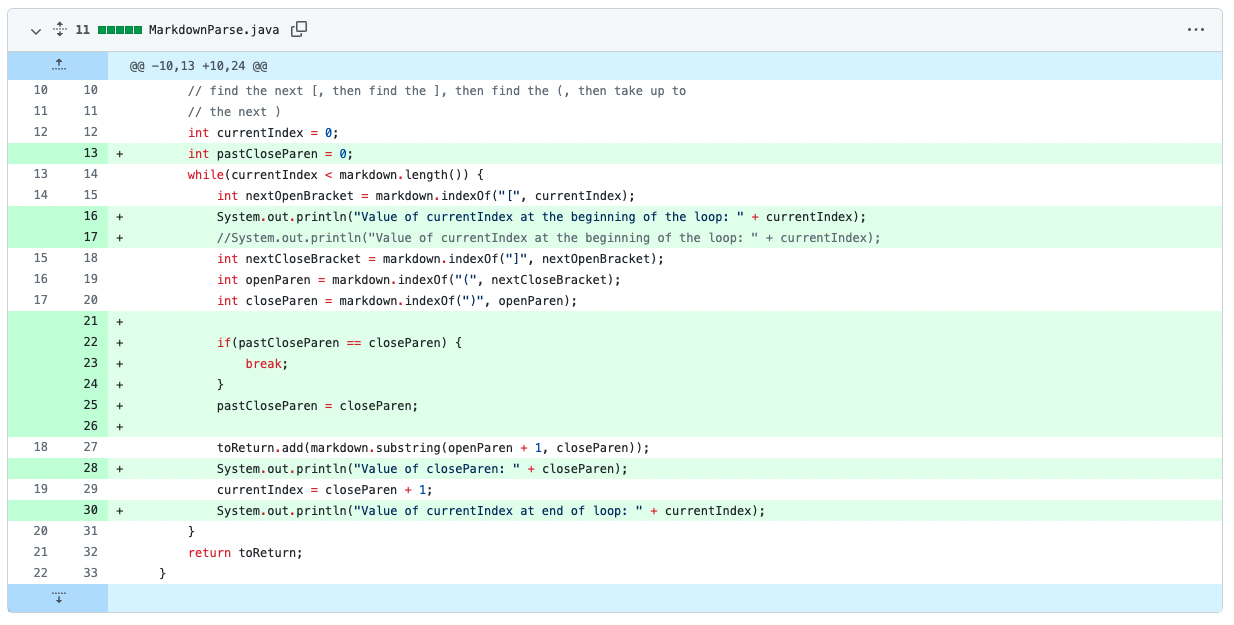 11 MarkdownParse.java
@@ -10,13 +10,24 @@
10 10 // find the next [, then find the ], then find the (, then take up to
11 11 // the next )
12 12 int currentIndex = 0;
13 + int pastCloseParen = 0;
13 14 while(currentIndex < markdown.length()) {
14 15 int nextOpenBracket = markdown.indexOf("[", currentIndex);
16 + System.out.println("Value of currentIndex at the beginning of the loop: " + currentIndex);
17 + //System.out.println("Value of currentIndex at the beginning of the loop: " + currentIndex);
15 18 int nextCloseBracket = markdown.indexOf("]", nextOpenBracket);
16 19 int openParen = markdown.indexOf("(", nextCloseBracket);
17 20 int closeParen = markdown.indexOf(")", openParen);
21 +
22 + if(pastCloseParen == closeParen) {
23 + break;
24 + }
25 + pastCloseParen = closeParen;
26 +
18 27 toReturn.add(markdown.substring(openParen + 1, closeParen));
28 + System.out.println("Value of closeParen: " + closeParen);
19 29 currentIndex = closeParen + 1;
30 + System.out.println("Value of currentIndex at end of loop: " + currentIndex);
20 31 }
21 32 return toReturn;
22 33 }